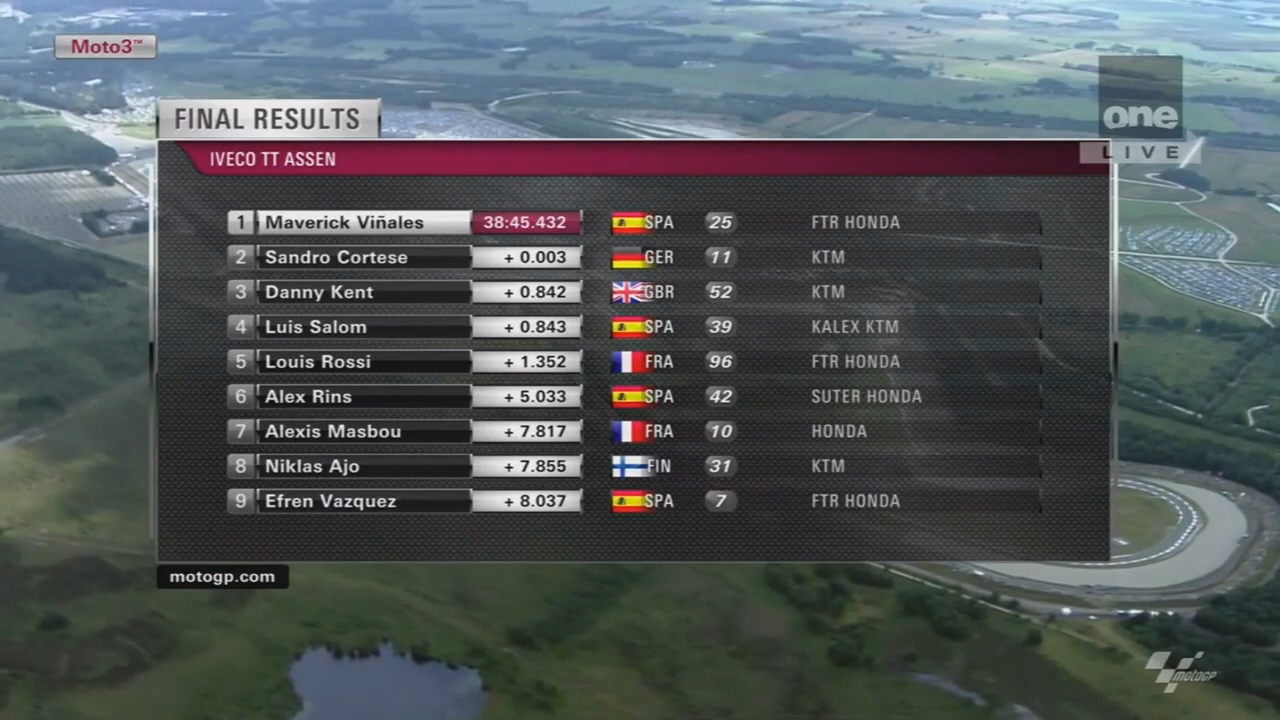 Moto3™
one
LIVE
FINAL RESULTS
IVECO TT ASSEN
1 Maverick Viñales 38:45.432 SPA 25 FTR HONDA
2 Sandro Cortese + 0.003 GER 11 KTM
3 Danny Kent + 0.842 GBR 52 KTM
4 Luis Salom + 0.843 SPA 39 KALEX KTM
5 Louis Rossi + 1.352 FRA 96 FTR HONDA
6 Alex Rins + 5.033 SPA 42 SUTER HONDA
7 Alexis Masbou + 7.817 FRA 10 HONDA
8 Niklas Ajo + 7.855 FIN 31 KTM
9 Efren Vazquez + 8.037 SPA 7 FTR HONDA
motogp.com
motoGP